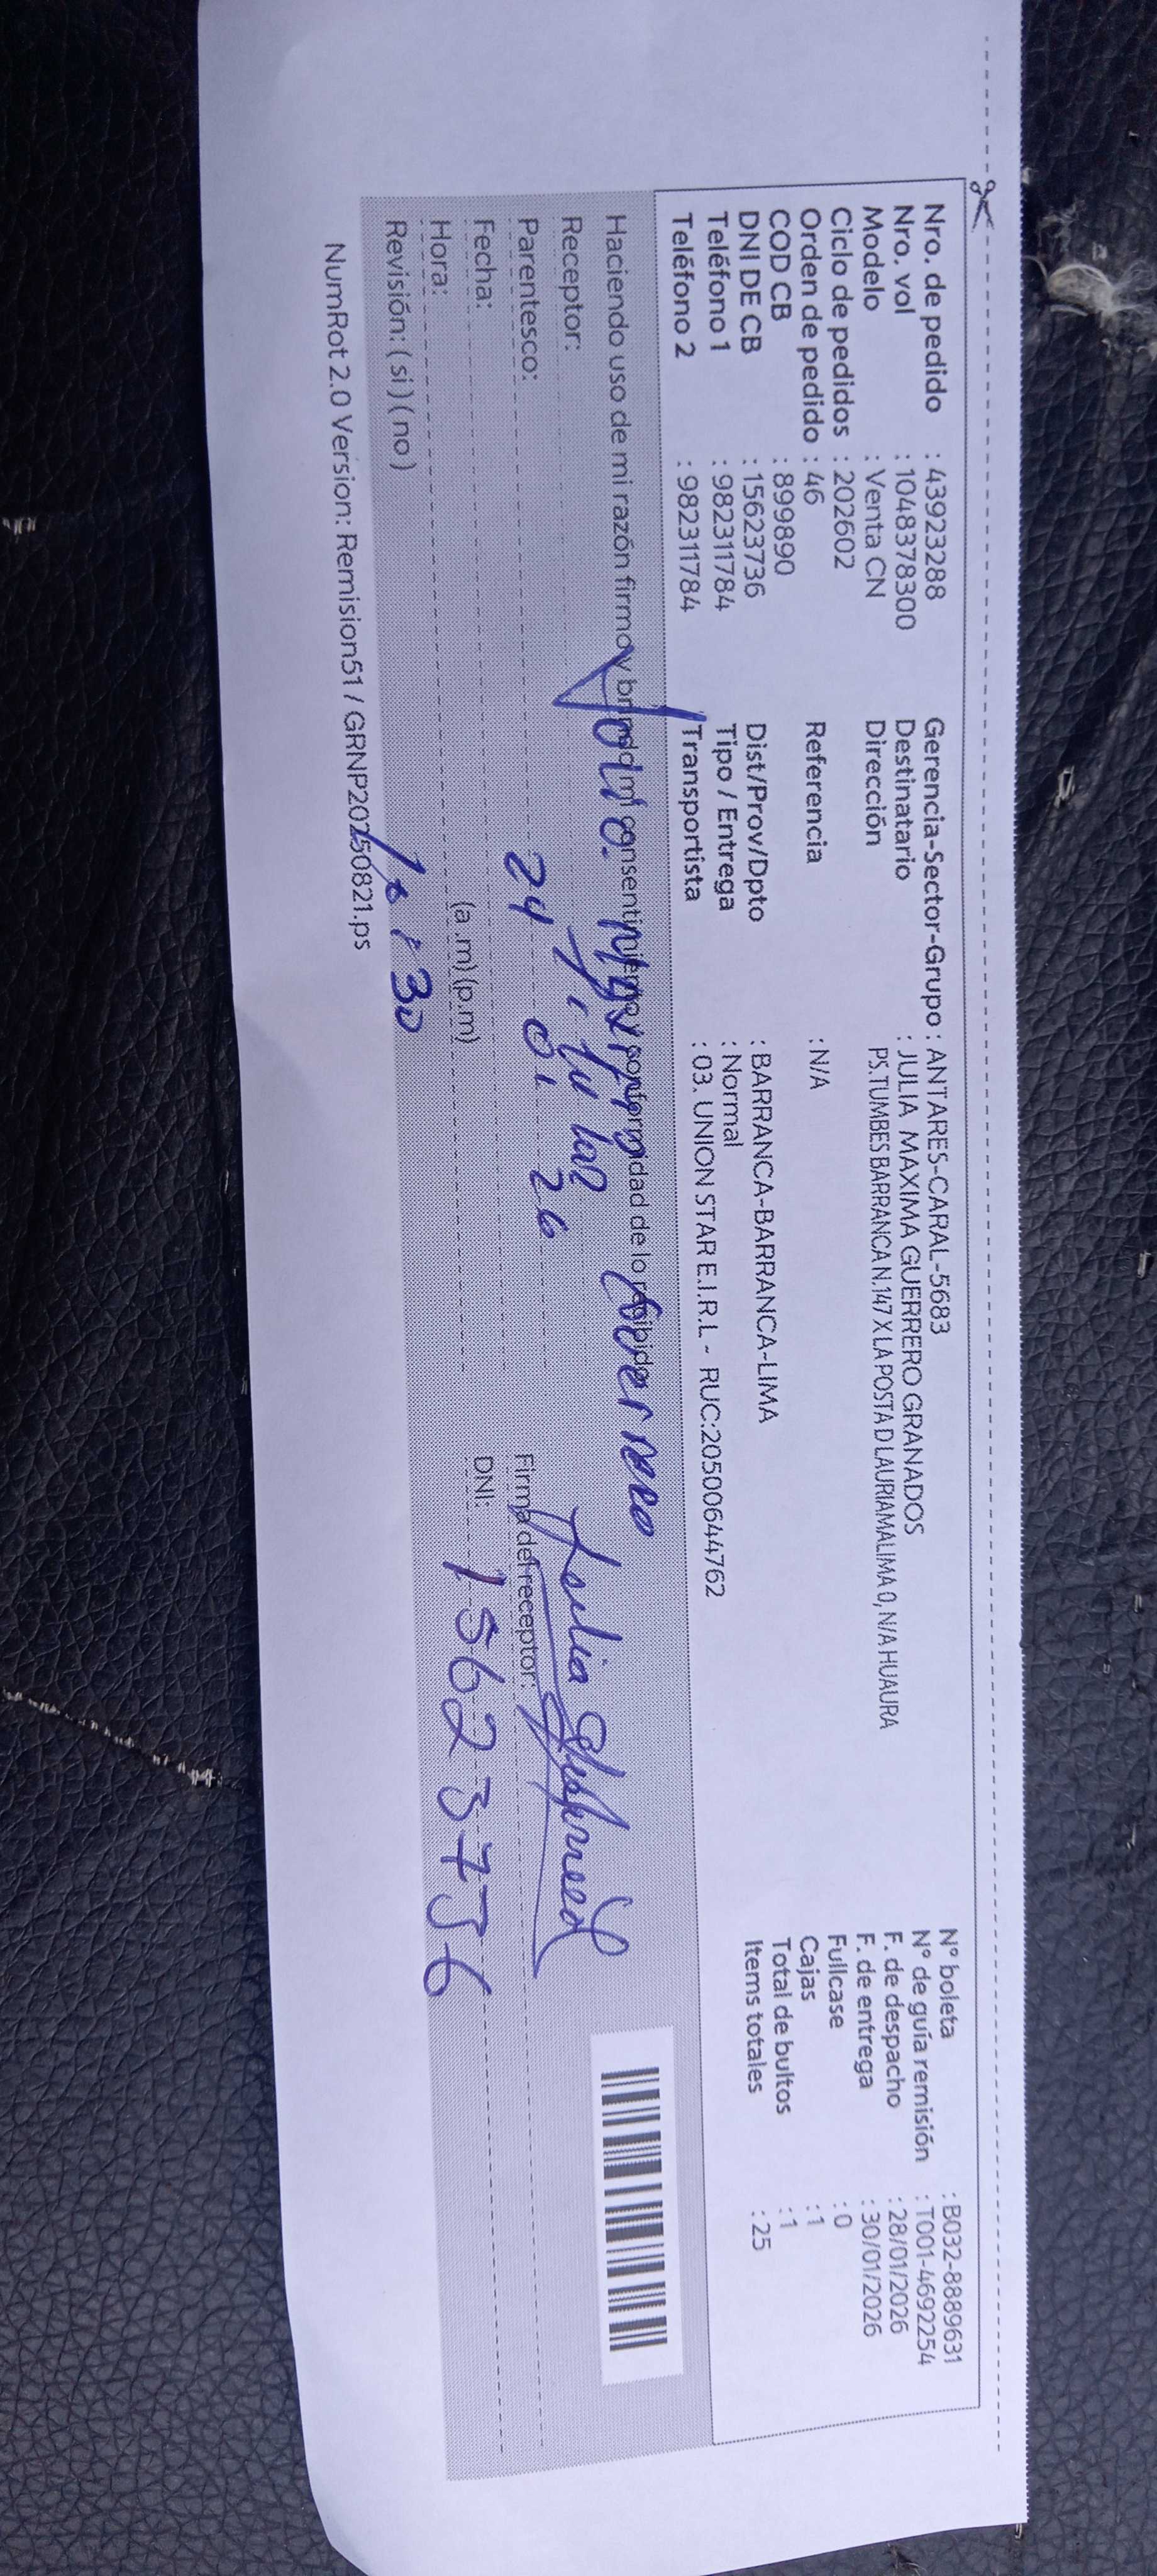 Nro. de pedido : 43923288
Nro. vol : 1048378300
Modelo : Venta CN
Ciclo de pedidos : 202602
Orden de pedido : 46
COD CB : 899890
DNI DE CB : 15623736
Teléfono 1 : 982311784
Teléfono 2 : 982311784
Gerencia-Sector-Grupo : ANTARES-CARAL-5683
Destinatario : JULIA MAXIMA GUERRERO GRANADOS
Dirección PS.TUMBES BARRANCA N.147 X LA POSTA D LAURIAMALIMA 0, N/A HUAURA
Referencia : N/A
Dist/Prov/Dpto : BARRANCA-BARRANCA-LIMA
Tipo / Entrega : Normal
Transportista : 03. UNION STAR E.I.R.L - RUC:20500644762
N° boleta : B032-8889631
N° de guía remisión : T001-4692254
F. de despacho : 28/01/2026
F. de entrega : 30/01/2026
Fullcase : 0
Cajas : 1
Total de bultos : 1
Items totales : 25
Haciendo uso de mi razón firmo y brindo mi consentimiento y conformidad de lo recibido
Receptor: Guerrero
Parentesco: Titular
Fecha: 24 01 26
Hora: (a.m) (p.m)
Revisión: ( si ) ( no )
Firma del receptor:
DNI: 15623736
NumRot 2.0 Version: Remision51 / GRNP20250821.ps